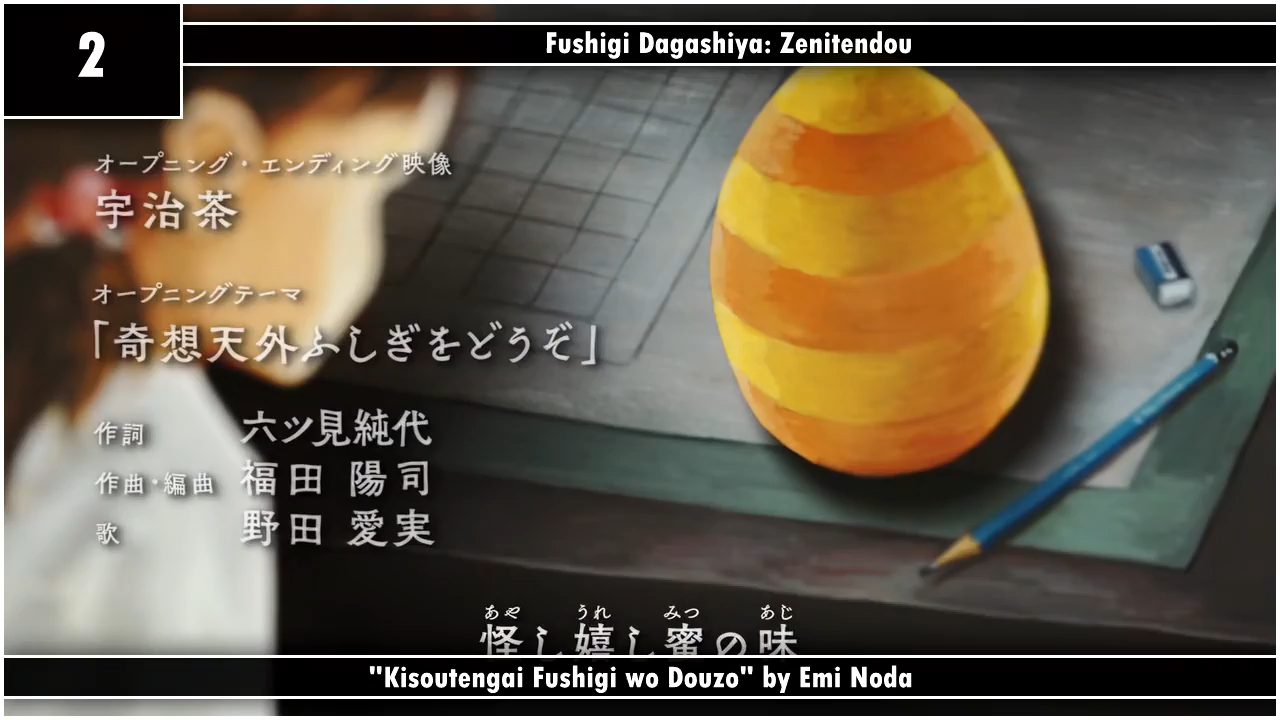 2
Fushigi Dagashiya: Zenitendou
オープニング・エンディング映像
宇治茶
オープニングテーマ
「奇想天外ふしぎをどうぞ」
作詞 六ツ見純代
作曲・編曲 福田 陽司
歌 野田 愛実
あや うれ みつ あじ
怪し嬉し蜜の味
"Kisoutengai Fushigi wo Douzo" by Emi Noda